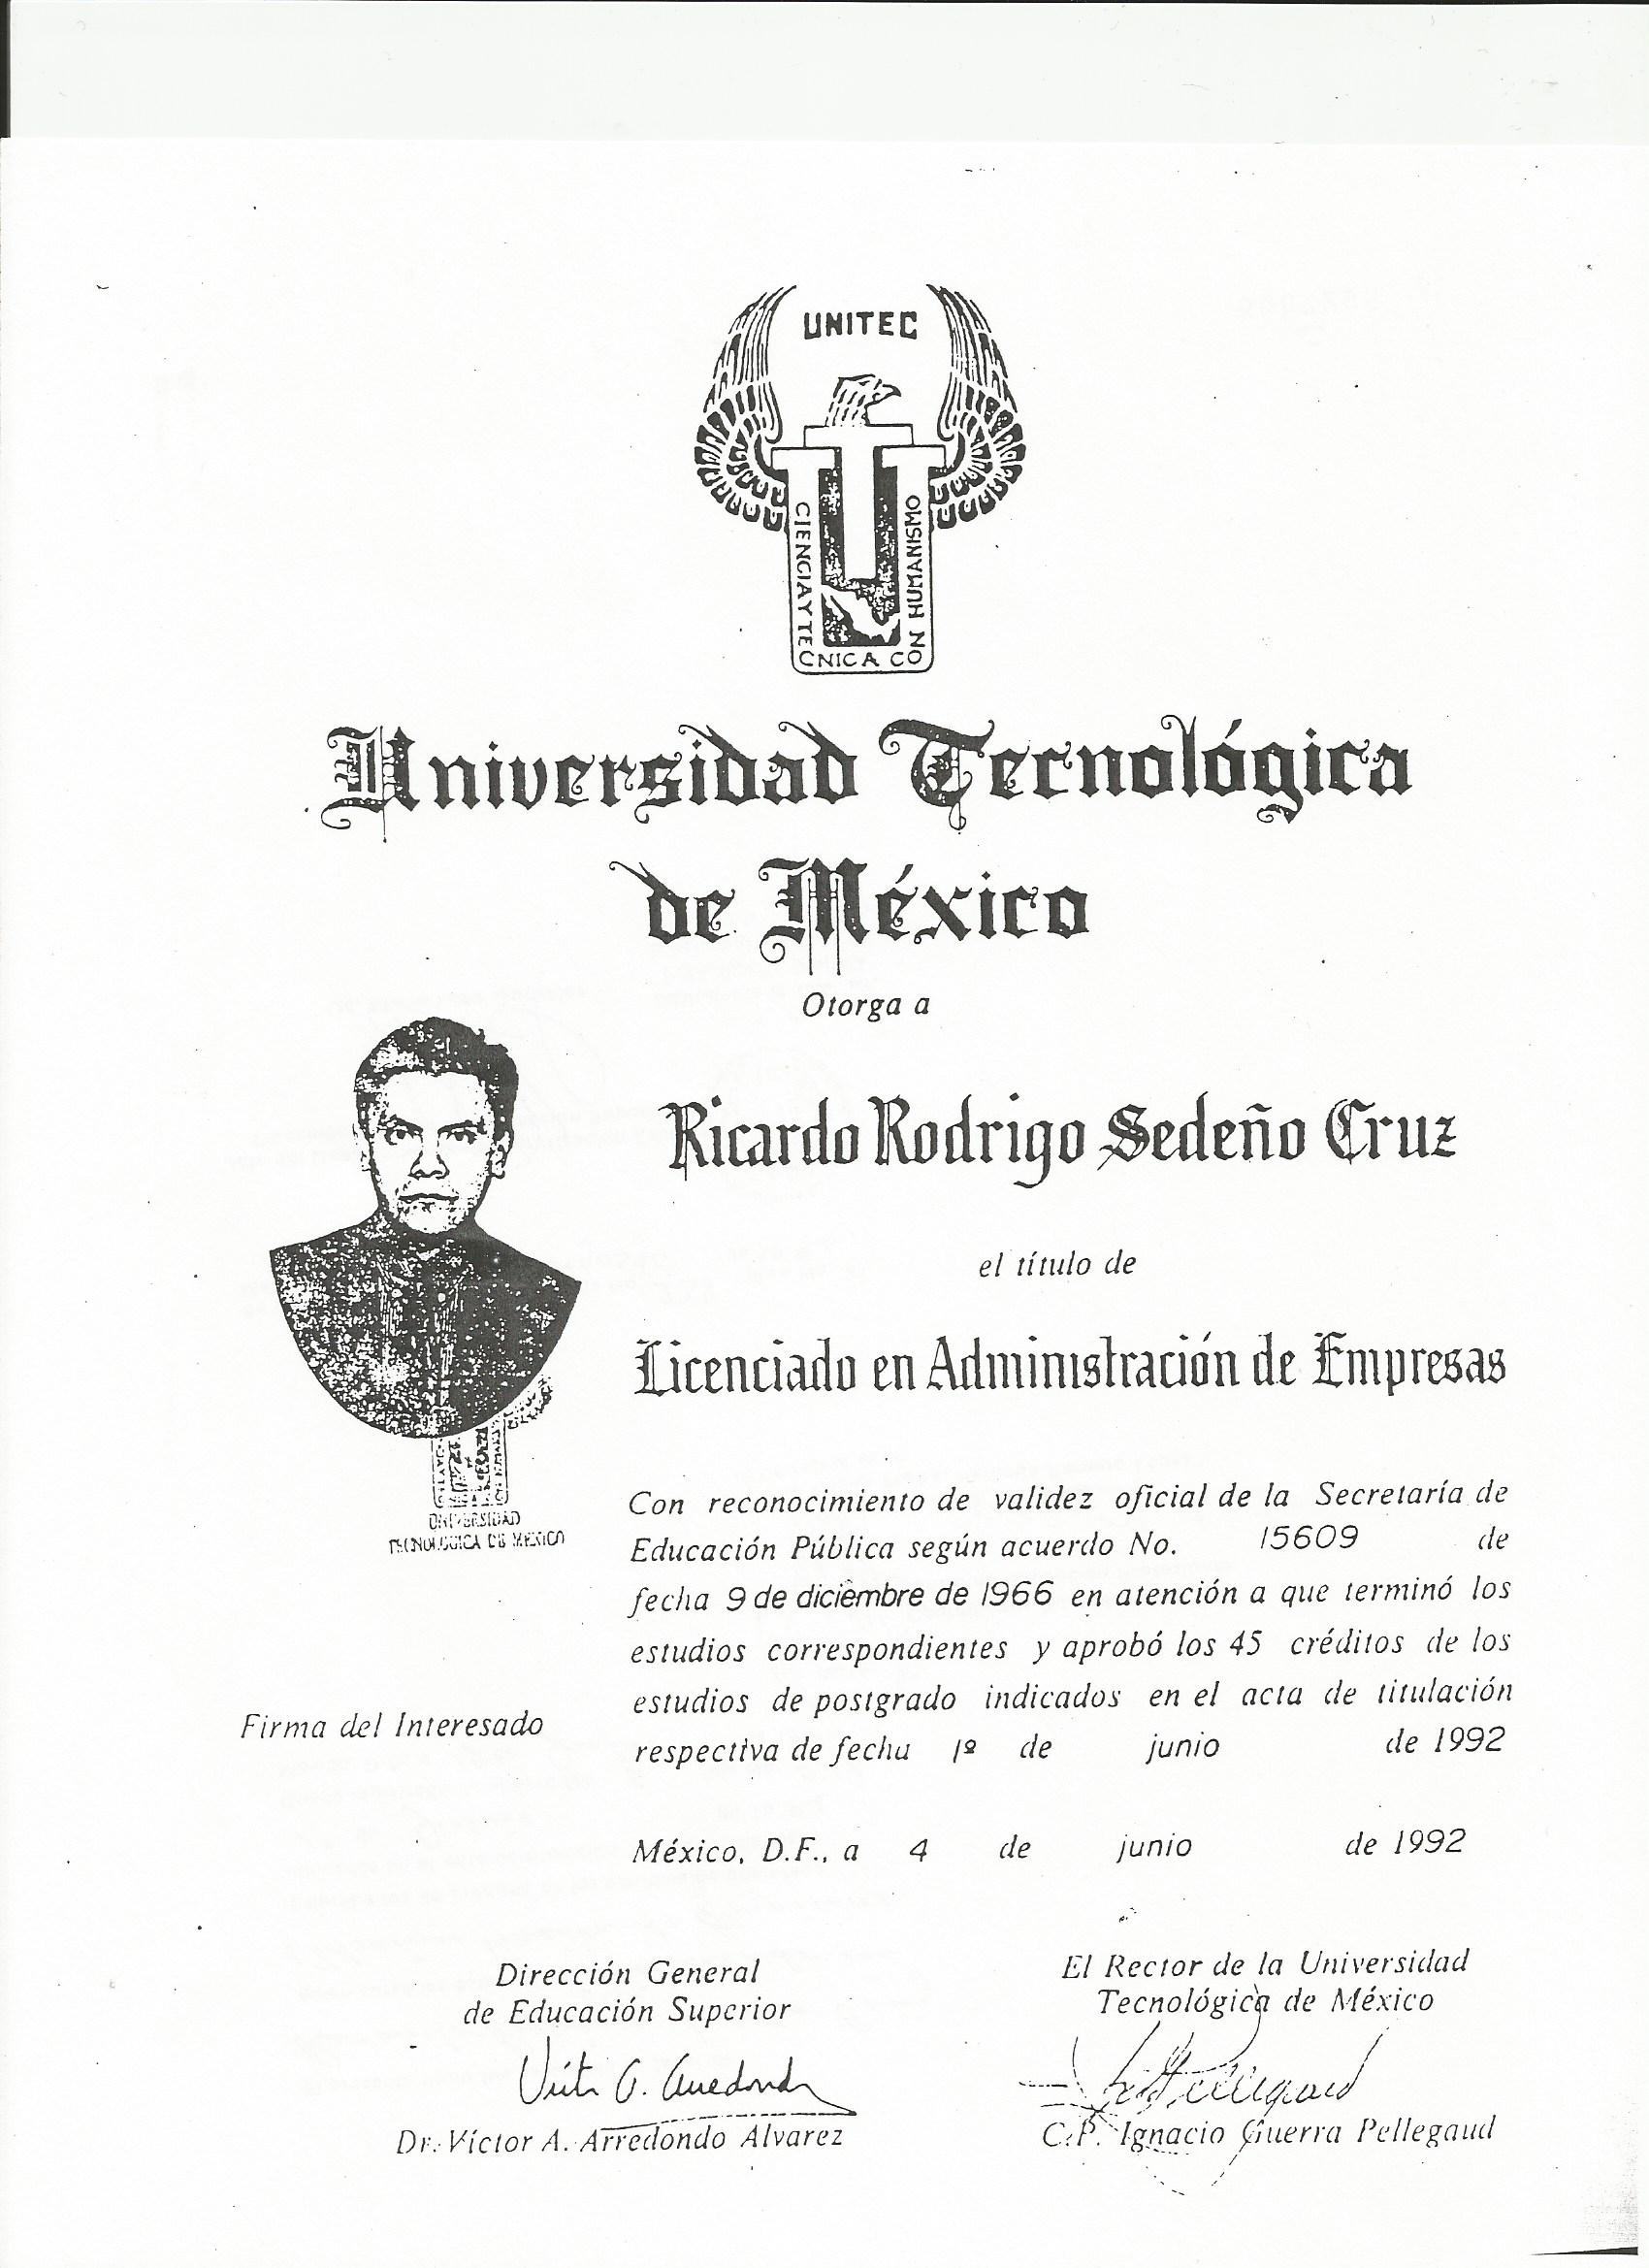 UNITEC
CIENCIA Y TECNICA CON HUMANISMO
Universidad Tecnológica
de México
Otorga a
Ricardo Rodrigo Sedeño Cruz
el título de
Licenciado en Administración de Empresas
UNIVERSIDAD
TECNOLOGICA DE MEXICO
Con reconocimiento de validez oficial de la Secretaría de
Educación Pública según acuerdo No. 15609 de
fecha 9 de diciembre de 1966 en atención a que terminó los
estudios correspondientes y aprobó los 45 créditos de los
estudios de postgrado indicados en el acta de titulación
respectiva de fecha 1º de junio de 1992
Firma del Interesado
México, D.F., a 4 de junio de 1992
Dirección General
de Educación Superior
Dr. Víctor A. Arredondo Alvarez
El Rector de la Universidad
Tecnológica de México
C.P. Ignacio Guerra Pellegaud